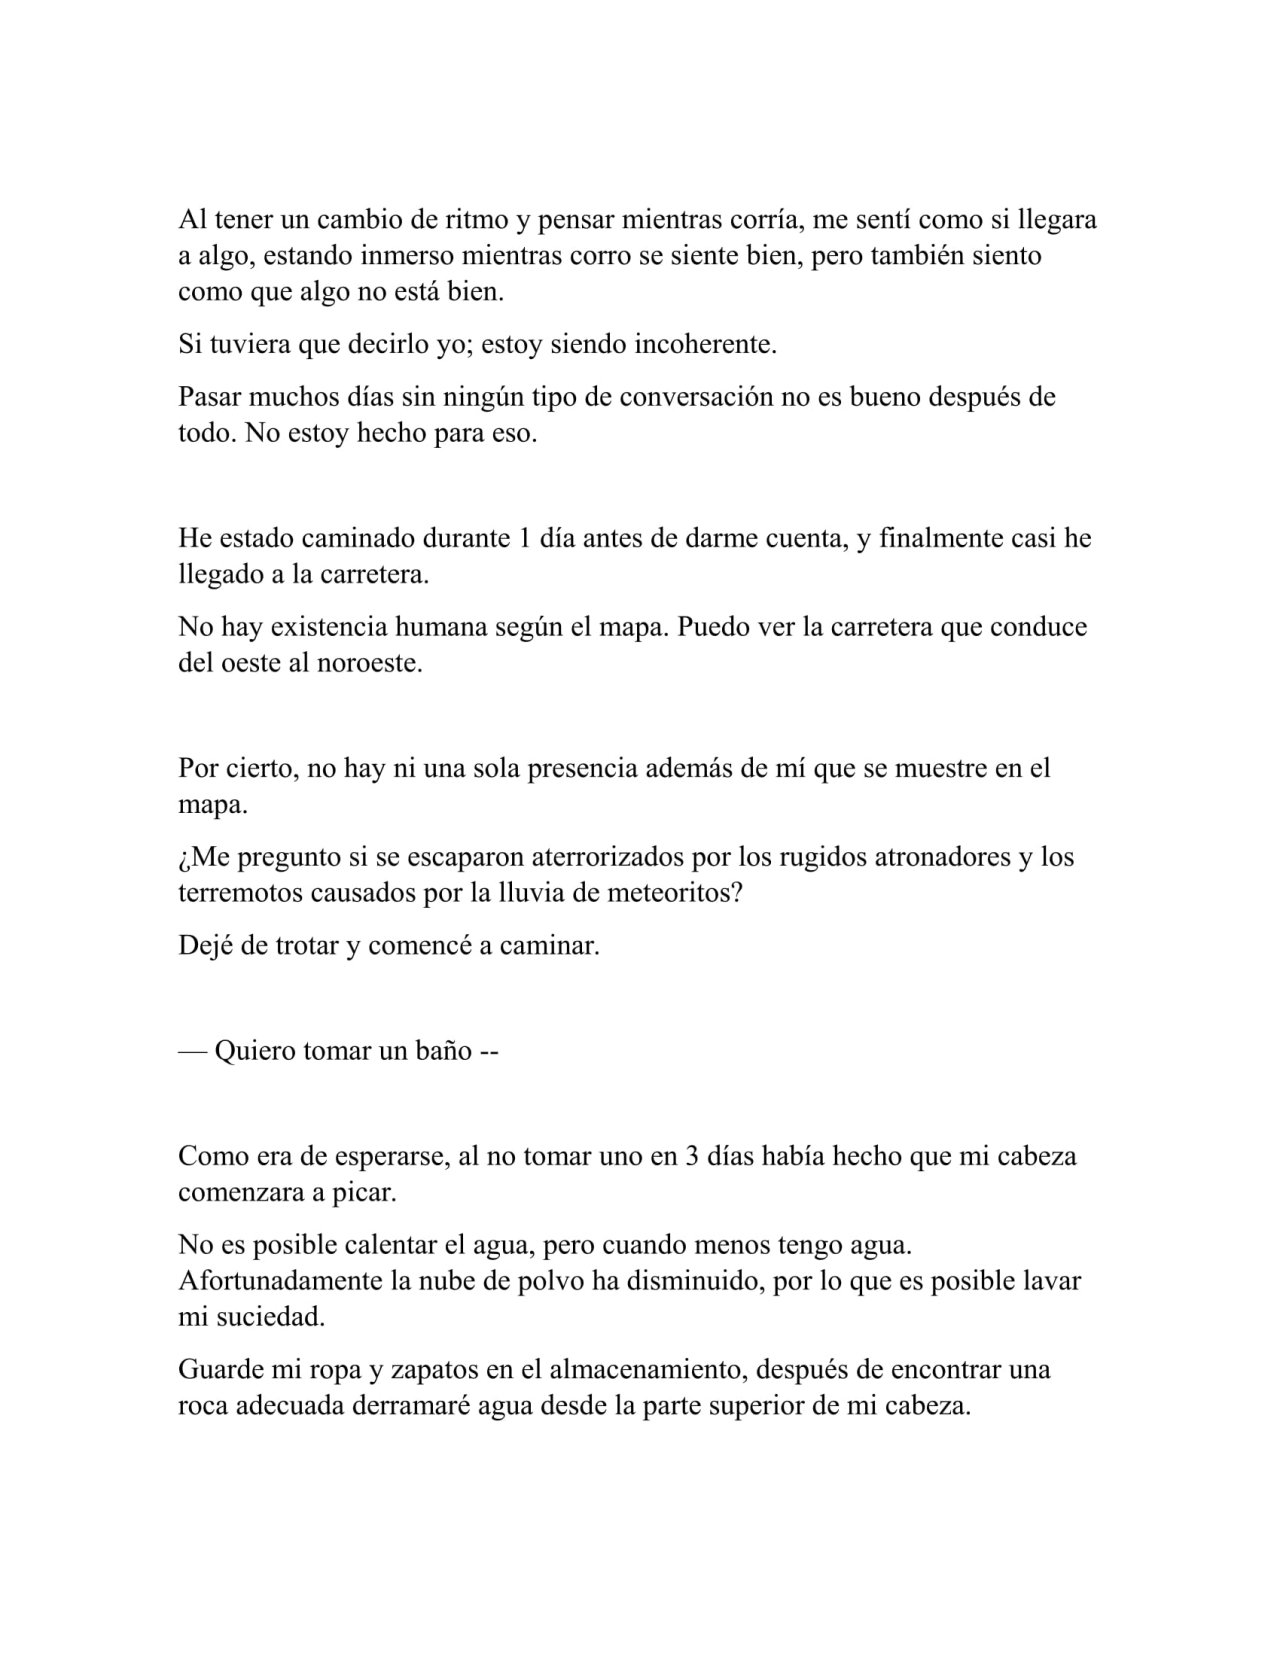 Al tener un cambio de ritmo y pensar mientras corría, me sentí como si llegara
a algo, estando inmerso mientras corro se siente bien, pero también siento
como que algo no está bien.
Si tuviera que decirlo yo; estoy siendo incoherente.
Pasar muchos días sin ningún tipo de conversación no es bueno después de
todo. No estoy hecho para eso.
He estado caminado durante 1 día antes de darme cuenta, y finalmente casi he
llegado a la carretera.
No hay existencia humana según el mapa. Puedo ver la carretera que conduce
del oeste al noroeste.
Por cierto, no hay ni una sola presencia además de mí que se muestre en el
mapa.
¿Me pregunto si se escaparon aterrorizados por los rugidos atronadores y los
terremotos causados por la lluvia de meteoritos?
Dejé de trotar y comencé a caminar.
— Quiero tomar un baño --
Como era de esperarse, al no tomar uno en 3 días había hecho que mi cabeza
comenzara a picar.
No es posible calentar el agua, pero cuando menos tengo agua.
Afortunadamente la nube de polvo ha disminuido, por lo que es posible lavar
mi suciedad.
Guarde mi ropa y zapatos en el almacenamiento, después de encontrar una
roca adecuada derramaré agua desde la parte superior de mi cabeza.